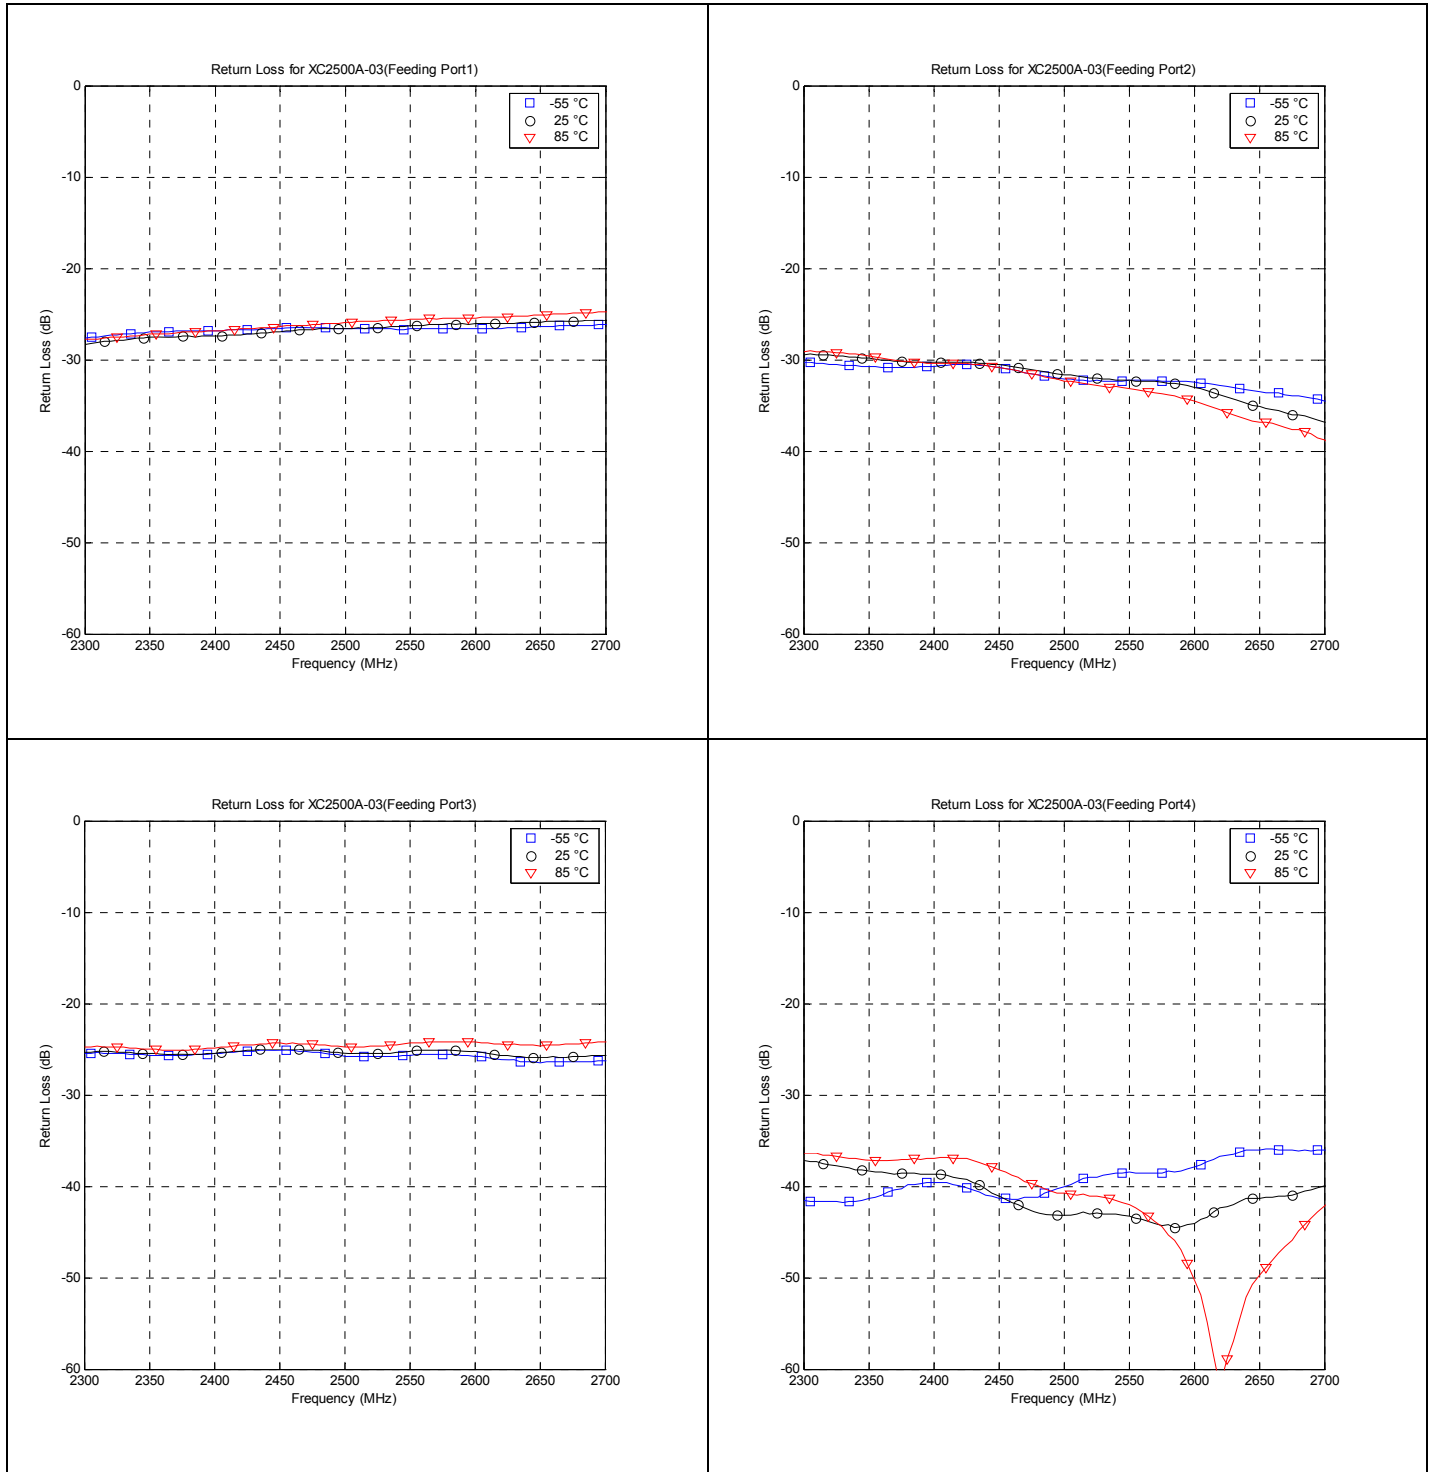 Return Loss for XC2500A-03(Feeding Port1)
0
-10
-20
-30
-40
-50
-60
Return Loss (dB)
-55 °C
25 °C
85 °C
2300 2350 2400 2450 2500 2550 2600 2650 2700
Frequency (MHz)
Return Loss for XC2500A-03(Feeding Port2)
0
-10
-20
-30
-40
-50
-60
Return Loss (dB)
-55 °C
25 °C
85 °C
2300 2350 2400 2450 2500 2550 2600 2650 2700
Frequency (MHz)
Return Loss for XC2500A-03(Feeding Port3)
0
-10
-20
-30
-40
-50
-60
Return Loss (dB)
-55 °C
25 °C
85 °C
2300 2350 2400 2450 2500 2550 2600 2650 2700
Frequency (MHz)
Return Loss for XC2500A-03(Feeding Port4)
0
-10
-20
-30
-40
-50
-60
Return Loss (dB)
-55 °C
25 °C
85 °C
2300 2350 2400 2450 2500 2550 2600 2650 2700
Frequency (MHz)